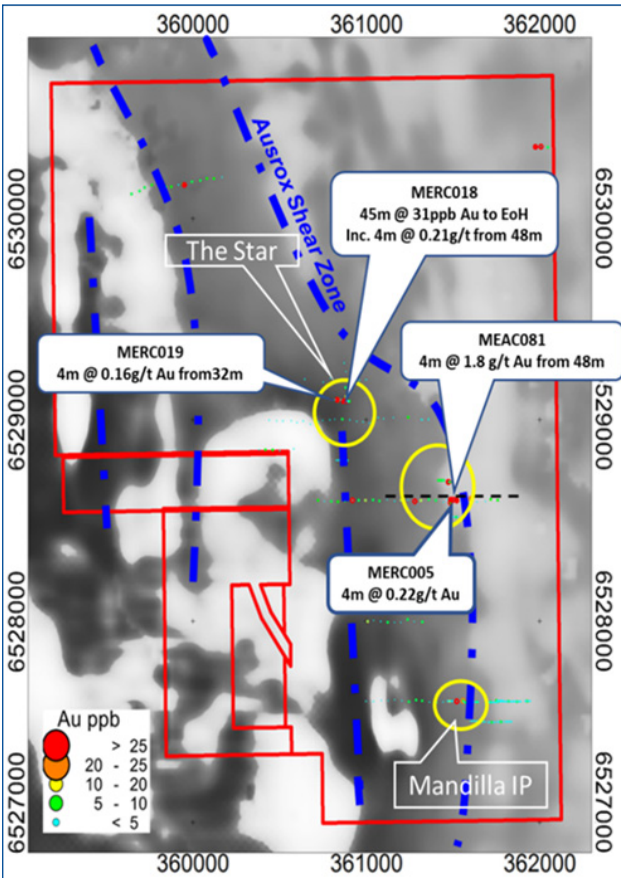 360000 361000 362000
6530000
6529000
6528000
6527000
6530000
6529000
6528000
6527000
Ausrox Shear Zone
MERC018
45m @ 31ppb Au to EoH
Inc. 4m @ 0.21g/t from 48m
The Star
MERC019
4m @ 0.16g/t Au from32m
MEAC081
4m @ 1.8 g/t Au from 48m
MERC005
4m @ 0.22g/t Au
Mandilla IP
Au ppb
> 25
20 - 25
10 - 20
5 - 10
< 5
360000 361000 362000